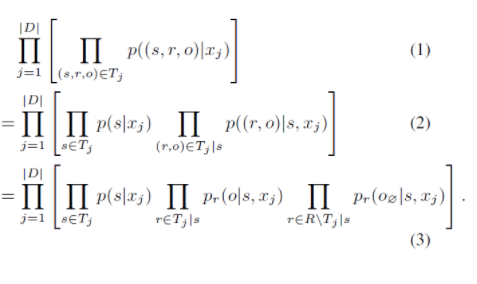 ∏_{j=1}^{|D|} [ ∏_{(s,r,o)∈T_j} p((s, r, o)|x_j) ] (1)
= ∏_{j=1}^{|D|} [ ∏_{s∈T_j} p(s|x_j) ∏_{(r,o)∈T_j|s} p((r, o)|s, x_j) ] (2)
= ∏_{j=1}^{|D|} [ ∏_{s∈T_j} p(s|x_j) ∏_{r∈T_j|s} p_r(o|s, x_j) ∏_{r∈R\T_j|s} p_r(o_∅|s, x_j) ] .
(3)